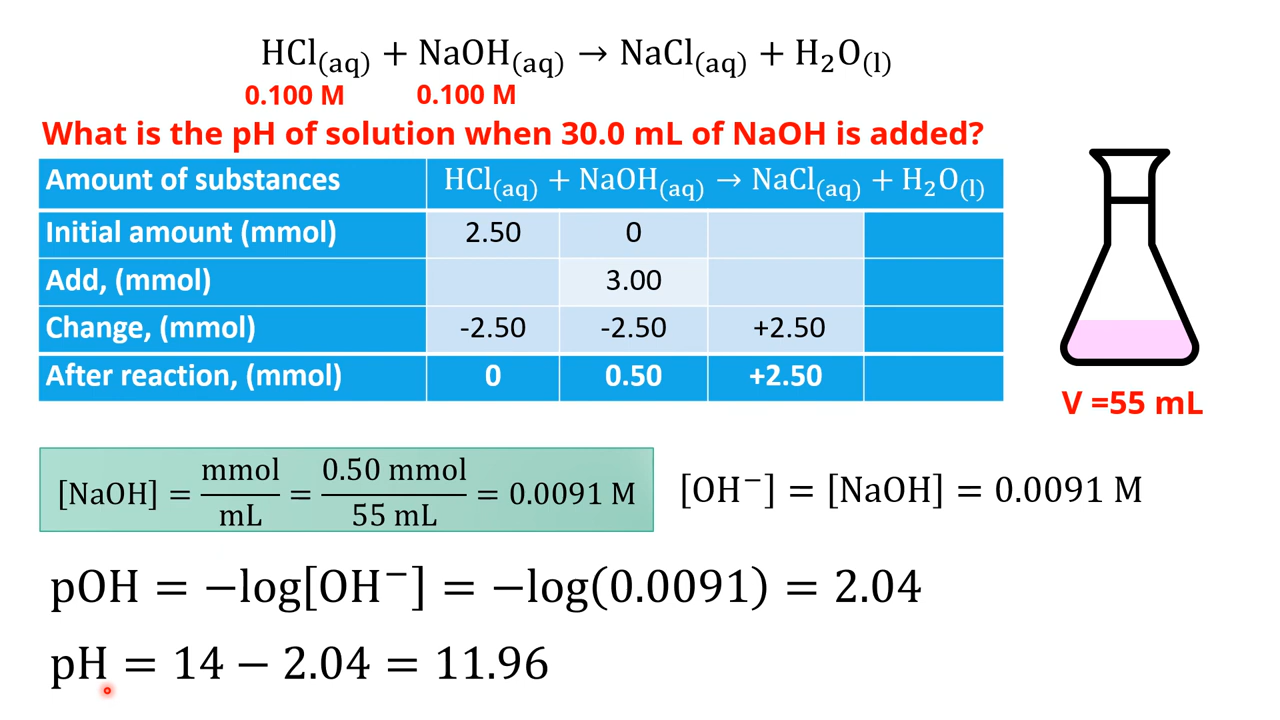 HCl(aq) + NaOH(aq) → NaCl(aq) + H₂O(l)
0.100 M 0.100 M
What is the pH of solution when 30.0 mL of NaOH is added?
Amount of substances HCl(aq) + NaOH(aq) → NaCl(aq) + H₂O(l)
Initial amount (mmol) 2.50 0
Add, (mmol) 3.00
Change, (mmol) -2.50 -2.50 +2.50
After reaction, (mmol) 0 0.50 +2.50
V =55 mL
[NaOH] = mmol/mL = 0.50 mmol/55 mL = 0.0091 M
[OH⁻] = [NaOH] = 0.0091 M
pOH = −log[OH⁻] = −log(0.0091) = 2.04
pH = 14 − 2.04 = 11.96